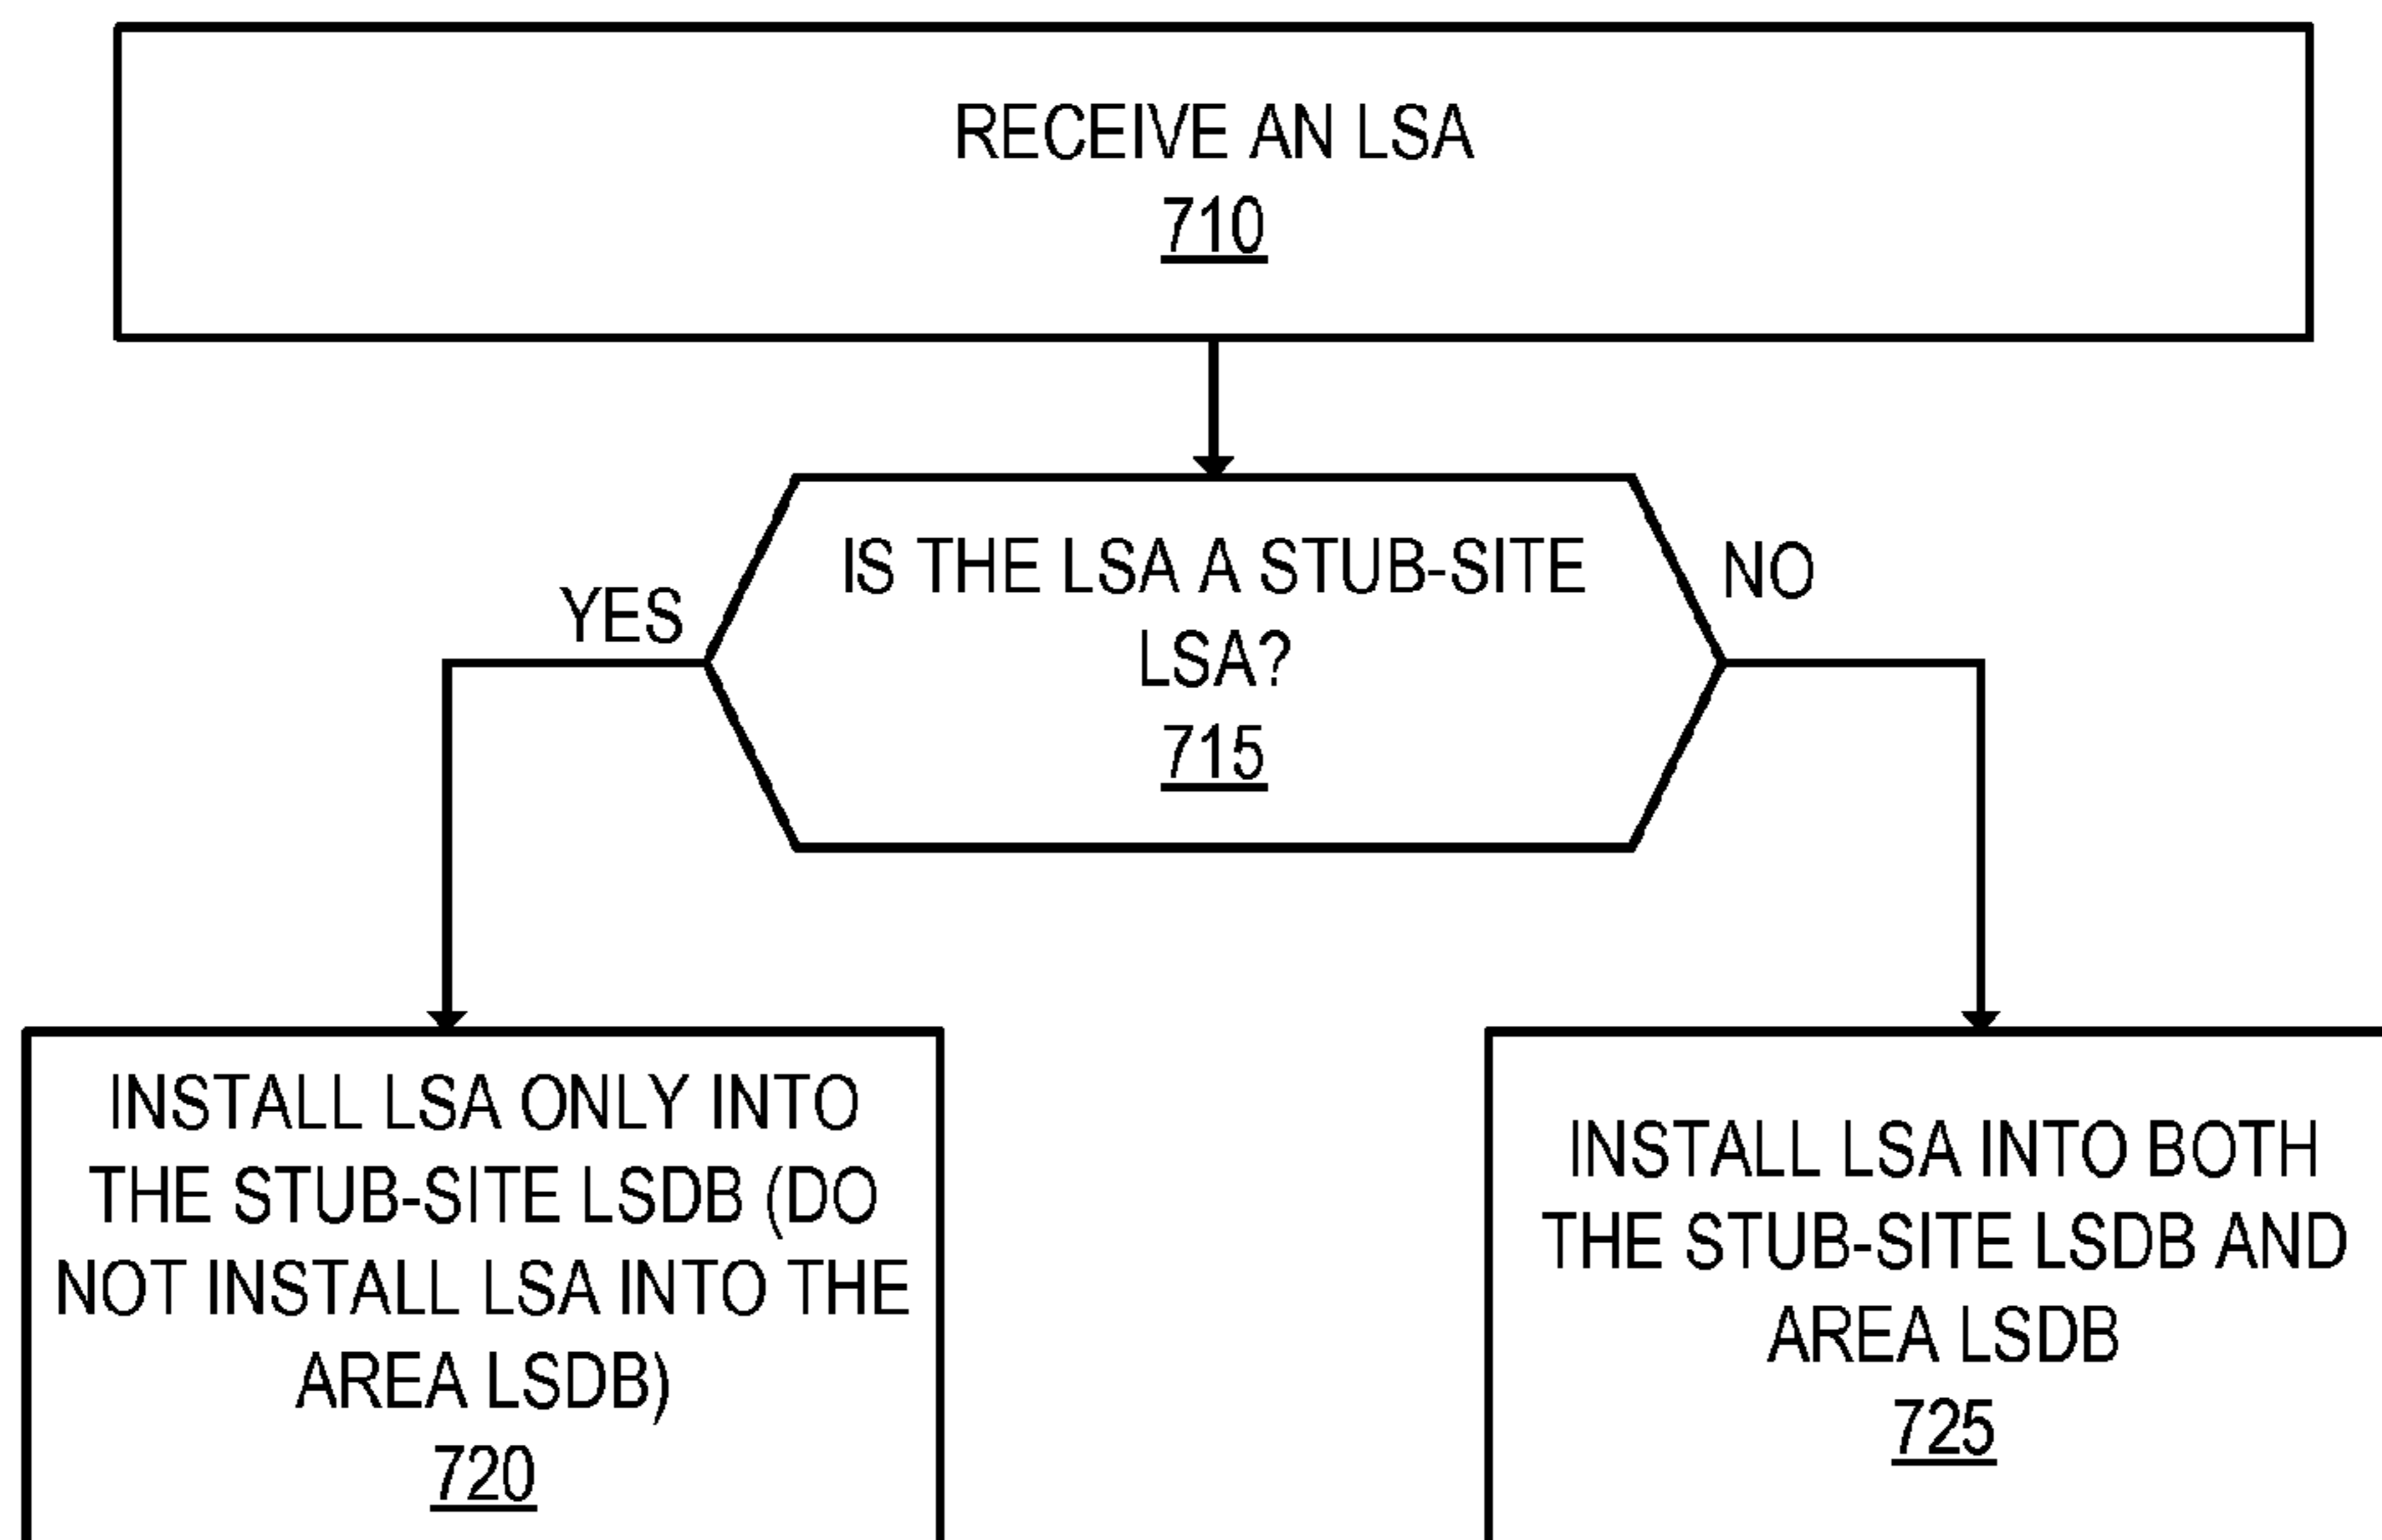 RECEIVE AN LSA
710
IS THE LSA A STUB-SITE
LSA?
715
YES
NO
INSTALL LSA ONLY INTO
THE STUB-SITE LSDB (DO
NOT INSTALL LSA INTO THE
AREA LSDB)
720
INSTALL LSA INTO BOTH
THE STUB-SITE LSDB AND
AREA LSDB
725